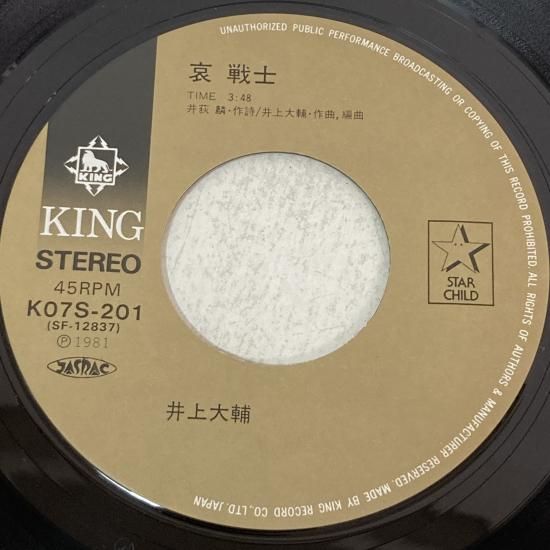 UNAUTHORIZED PUBLIC PERFORMANCE BROADCASTING OR COPYING OF THIS RECORD PROHIBITED. ALL RIGHTS OF AUTHORS & MANUFACTURER RESERVED. MADE BY KING RECORD CO., LTD. JAPAN
哀 戦士
TIME 3:48
井荻 麟・作詩/井上大輔・作曲,編曲
KING
KING
STEREO
45RPM
K07S-201
(SF-12837)
Ⓟ 1981
JASRAC
STAR
CHILD
井上大輔